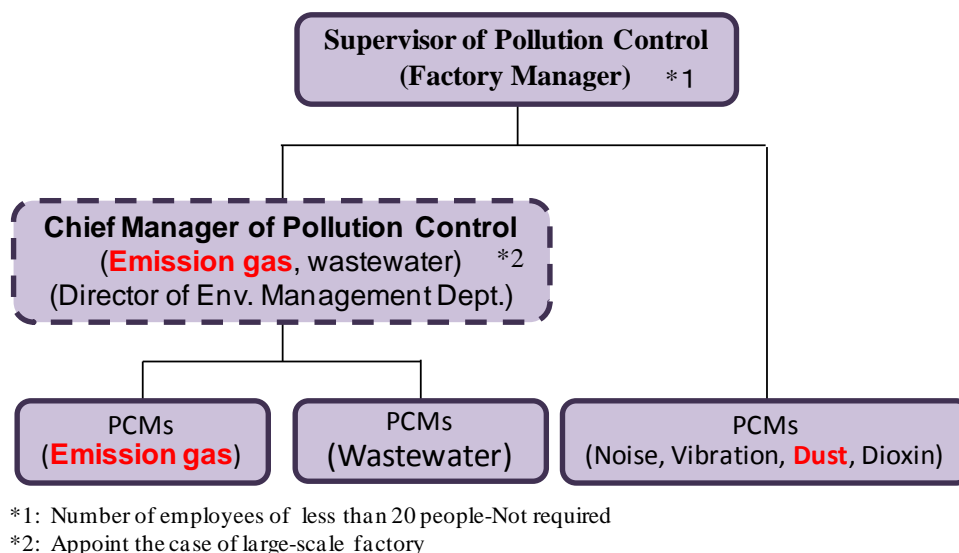 Supervisor of Pollution Control
(Factory Manager) *1
Chief Manager of Pollution Control
(Emission gas, wastewater) *2
(Director of Env. Management Dept.)
PCMs
(Emission gas)
PCMs
(Wastewater)
PCMs
(Noise, Vibration, Dust, Dioxin)
*1: Number of employees of less than 20 people-Not required
*2: Appoint the case of large-scale factory